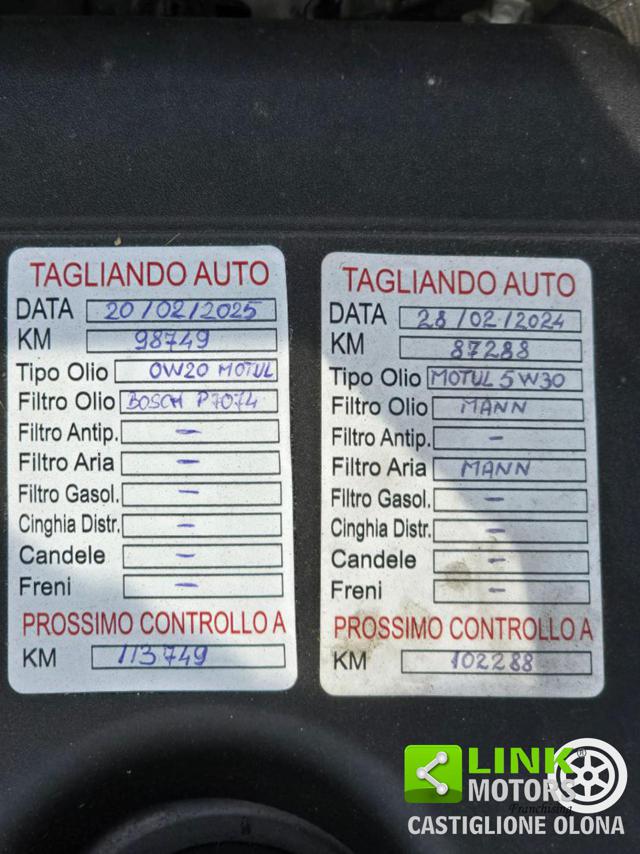 TAGLIANDO AUTO
DATA 20/02/2025
KM 98749
Tipo Olio 0W20 MOTUL
Filtro Olio BOSCH P7074
Filtro Antip. -
Filtro Aria -
Filtro Gasol. -
Cinghia Distr. -
Candele -
Freni -
PROSSIMO CONTROLLO A
KM 113749
TAGLIANDO AUTO
DATA 28/02/2024
KM 87288
Tipo Olio MOTUL 5W30
Filtro Olio MANN
Filtro Antip. -
Filtro Aria MANN
Filtro Gasol. -
Cinghia Distr. -
Candele -
Freni -
PROSSIMO CONTROLLO A
KM 102288
LINK
MOTORS
Franchising
CASTIGLIONE OLONA